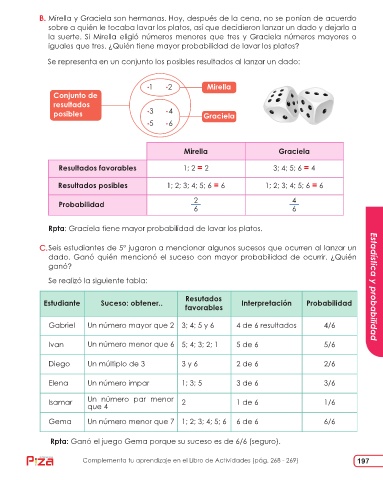 B. Mirella y Graciela son hermanas. Hoy, después de la cena, no se ponían de acuerdo
sobre a quién le tocaba lavar los platos, así que decidieron lanzar un dado y dejarlo a
la suerte. Si Mirella eligió números menores que tres y Graciela números mayores o
iguales que tres. ¿Quién tiene mayor probabilidad de lavar los platos?
Se representa en un conjunto los posibles resultados al lanzar un dado:
Conjunto de
resultados
posibles
-1 -2
-3 -4
-5 -6
Mirella
Graciela
Mirella Graciela
Resultados favorables 1; 2 = 2 3; 4; 5; 6 = 4
Resultados posibles 1; 2; 3; 4; 5; 6 = 6 1; 2; 3; 4; 5; 6 = 6
Probabilidad 2/6 4/6
Rpta: Graciela tiene mayor probabilidad de lavar los platos.
C. Seis estudiantes de 5° jugaron a mencionar algunos sucesos que ocurren al lanzar un
dado. Ganó quién mencionó el suceso con mayor probabilidad de ocurrir. ¿Quién
ganó?
Se realizó la siguiente tabla:
Estudiante Suceso: obtener.. Resutados favorables Interpretación Probabilidad
Gabriel Un número mayor que 2 3; 4; 5 y 6 4 de 6 resultados 4/6
Ivan Un número menor que 6 5; 4; 3; 2; 1 5 de 6 5/6
Diego Un múltiplo de 3 3 y 6 2 de 6 2/6
Elena Un número impar 1; 3; 5 3 de 6 3/6
Isamar Un número par menor que 4 2 1 de 6 1/6
Gema Un número menor que 7 1; 2; 3; 4; 5; 6 6 de 6 6/6
Rpta: Ganó el juego Gema porque su suceso es de 6/6 (seguro).
Estadística y probabilidad
Complementa tu aprendizaje en el Libro de Actividades (pág. 268 - 269)
197